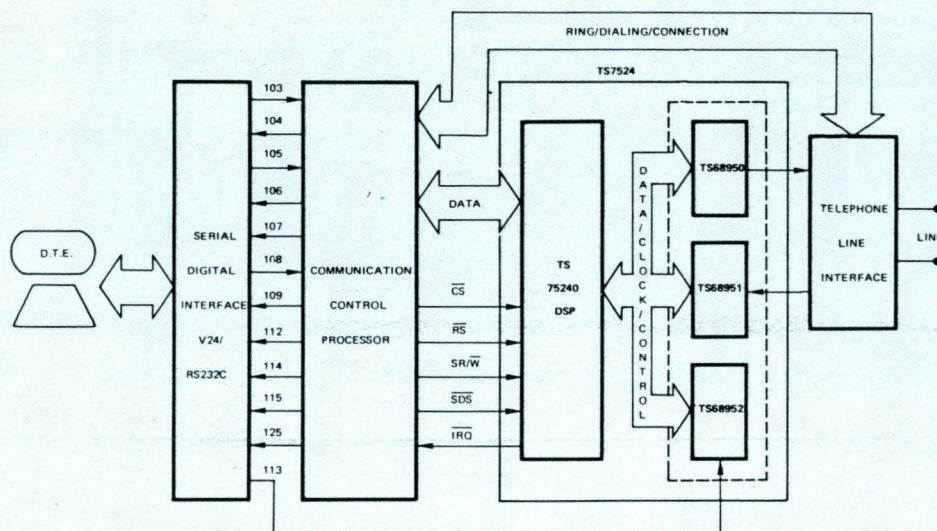 RING/DIALING/CONNECTION
TS7524
103
104
105
106
107
108
109
112
114
115
125
113
D.T.E.
SERIAL
DIGITAL
INTERFACE
V24/
RS232C
COMMUNICATION
CONTROL
PROCESSOR
DATA
CS
RS
SR/W
SDS
IRQ
TS
75240
DSP
DATA/CLOCK/CONTROL
TS68950
TS68951
TS68952
TELEPHONE
LINE
INTERFACE
LINE